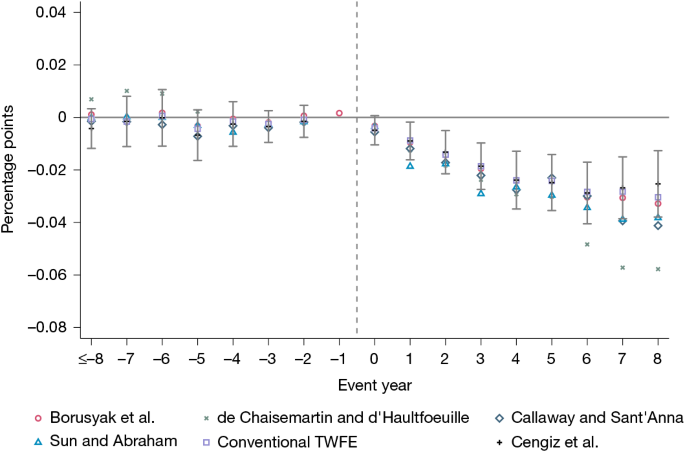 0.04
0.02
0
−0.02
−0.04
−0.06
−0.08
Percentage points
≤−8 −7 −6 −5 −4 −3 −2 −1 0 1 2 3 4 5 6 7 8
Event year
Borusyak et al. de Chaisemartin and d'Haultfoeuille Callaway and Sant'Anna
Sun and Abraham Conventional TWFE Cengiz et al.